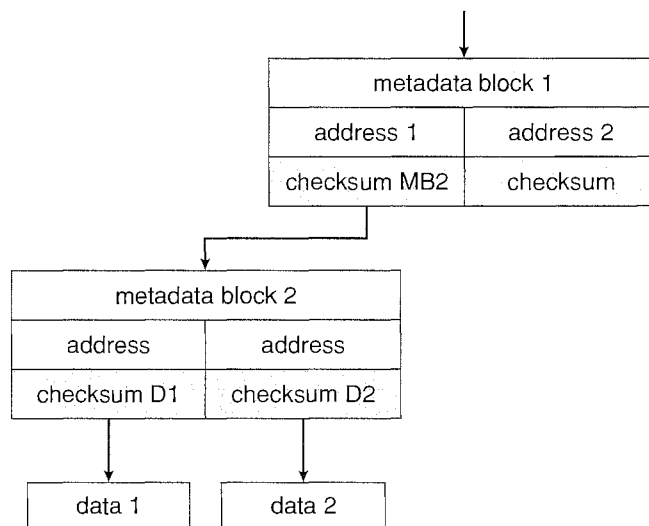 metadata block 1
address 1 address 2
checksum MB2 checksum
metadata block 2
address address
checksum D1 checksum D2
data 1 data 2